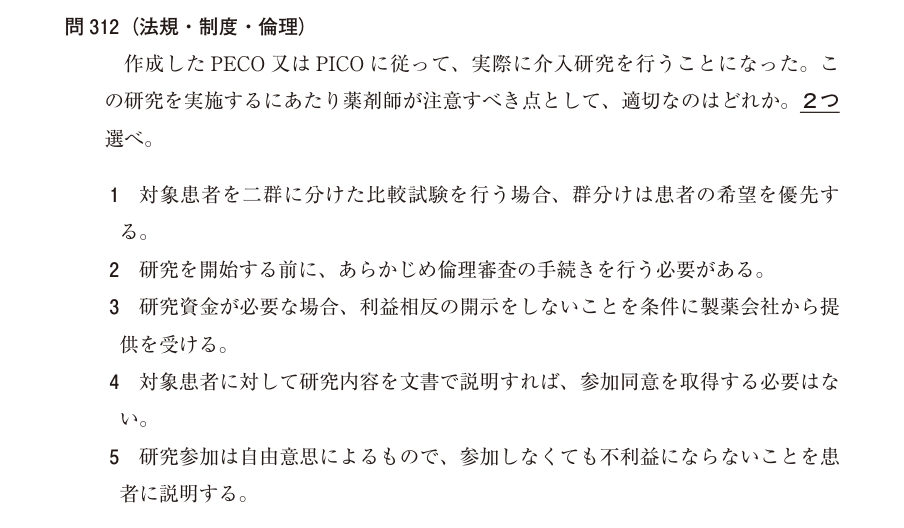 問312（法規・制度・倫理）
作成したPECO又はPICOに従って、実際に介入研究を行うことになった。こ
の研究を実施するにあたり薬剤師が注意すべき点として、適切なのはどれか。2つ
選べ。
1 対象患者を二群に分けた比較試験を行う場合、群分けは患者の希望を優先す
る。
2 研究を開始する前に、あらかじめ倫理審査の手続きを行う必要がある。
3 研究資金が必要な場合、利益相反の開示をしないことを条件に製薬会社から提
供を受ける。
4 対象患者に対して研究内容を文書で説明すれば、参加同意を取得する必要はな
い。
5 研究参加は自由意思によるもので、参加しなくても不利益にならないことを患
者に説明する。